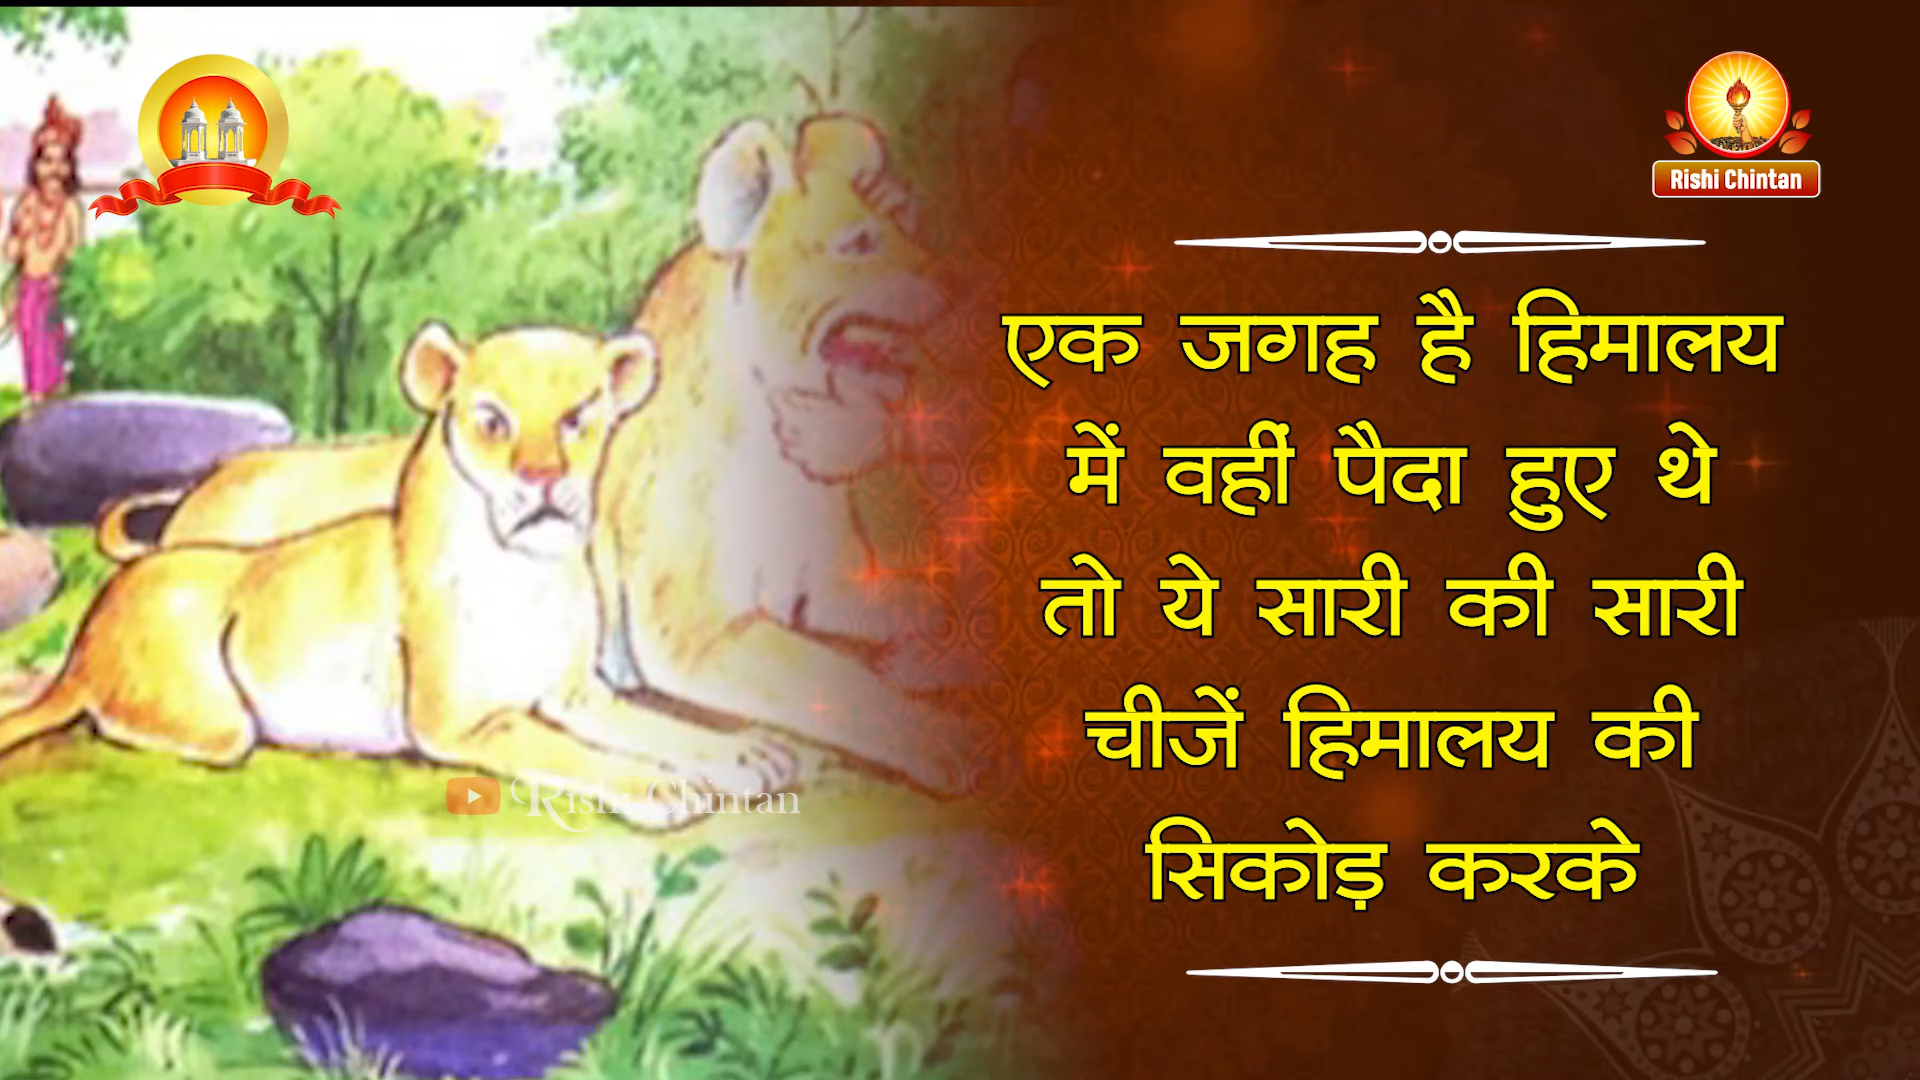 Rishi Chintan
एक जगह है हिमालय
में वहीं पैदा हुए थे
तो ये सारी की सारी
चीजें हिमालय की
सिकोड़ करके
Rishi Chintan